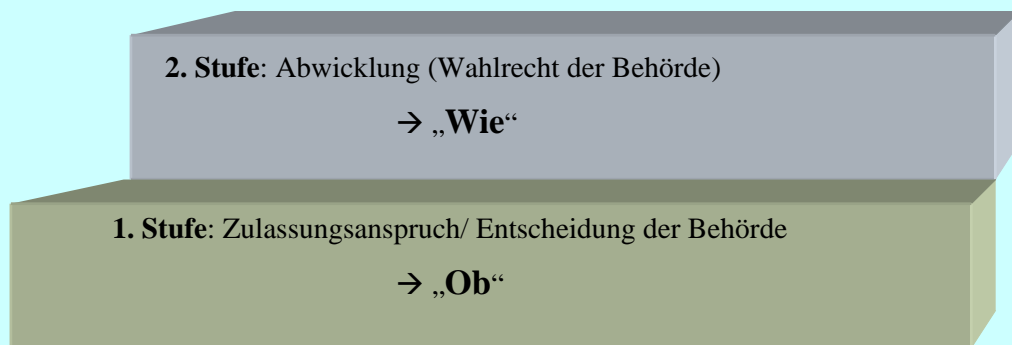 2. Stufe: Abwicklung (Wahlrecht der Behörde)
→ „Wie“
1. Stufe: Zulassungsanspruch/ Entscheidung der Behörde
→ „Ob“